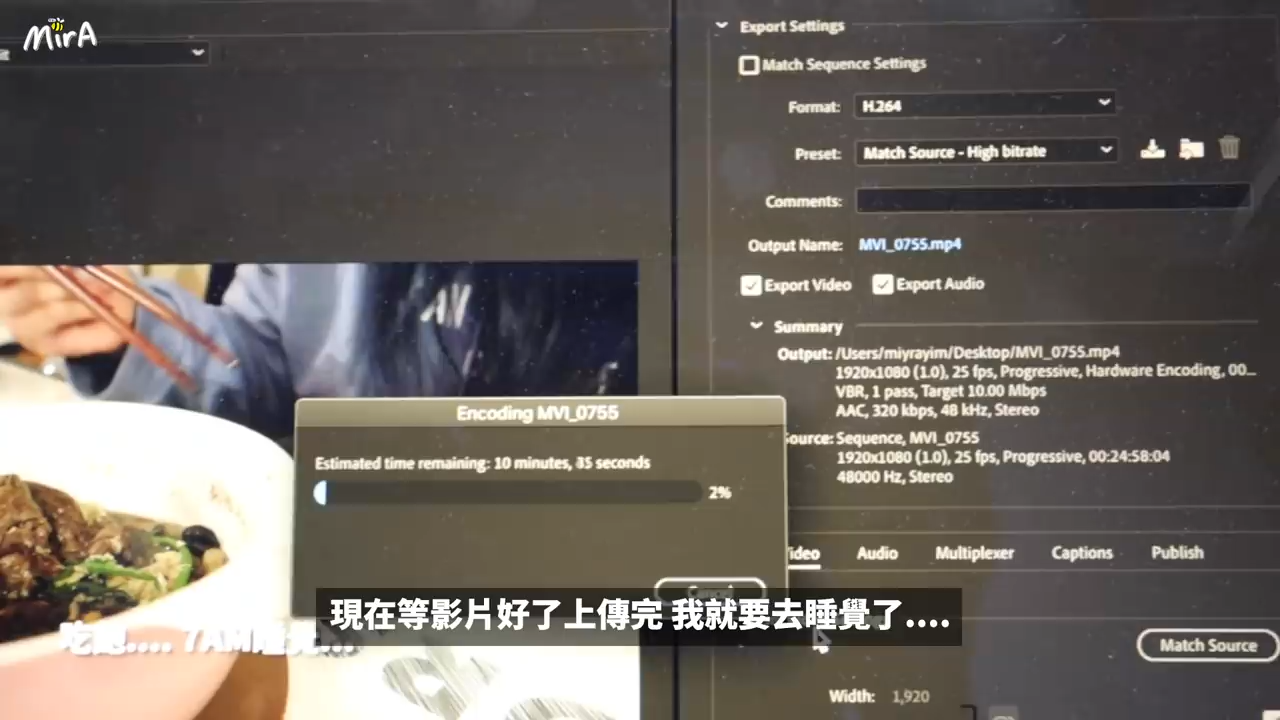 MirA
Export Settings
Match Sequence Settings
Format: H.264
Preset: Match Source - High bitrate
Comments:
Output Name: MVI_0755.mp4
Export Video Export Audio
Summary
Output: /Users/miyrayim/Desktop/MVI_0755.mp4
1920x1080 (1.0), 25 fps, Progressive, Hardware Encoding, 00...
VBR, 1 pass, Target 10.00 Mbps
AAC, 320 kbps, 48 kHz, Stereo
Encoding MVI_0755
Source: Sequence, MVI_0755
1920x1080 (1.0), 25 fps, Progressive, 00:24:58:04
48000 Hz, Stereo
Estimated time remaining: 10 minutes, 35 seconds
2%
Video Audio Multiplexer Captions Publish
現在等影片好了上傳完 我就要去睡覺了....
7AM
Match Source
Width: 1,920